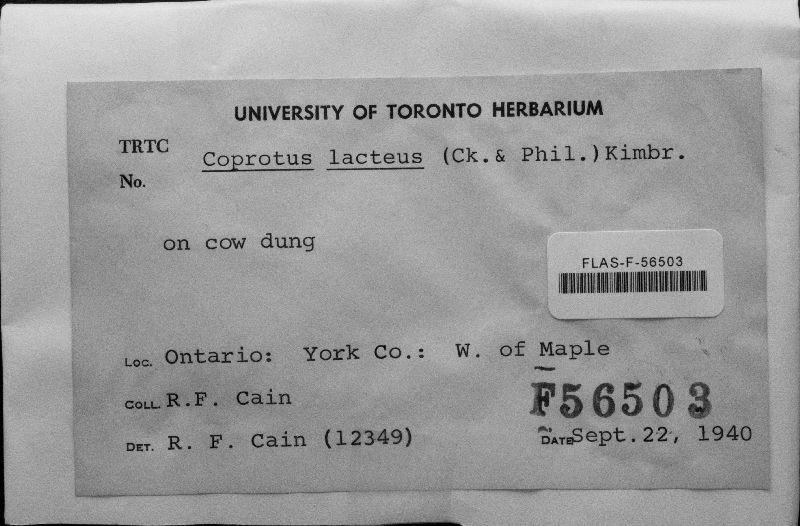 UNIVERSITY OF TORONTO HERBARIUM
TRTC Coprotus lacteus (Ck.& Phil.)Kimbr.
No.
on cow dung
FLAS-F-56503
LOC. Ontario: York Co.: W. of Maple
COLL. R.F. Cain
F56503
DET. R. F. Cain (12349) DATE Sept.22, 1940